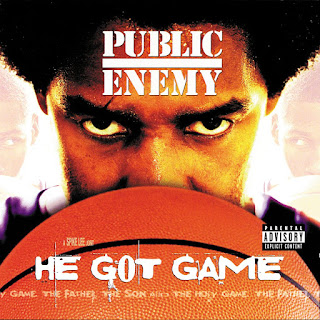 PUBLIC
ENEMY
A SPIKE LEE JOINT
PARENTAL
ADVISORY
EXPLICIT CONTENT
HE GOT GAME
GAME. THE FATHER, THE SON AND THE HOLY GAME. THE FATHER, T